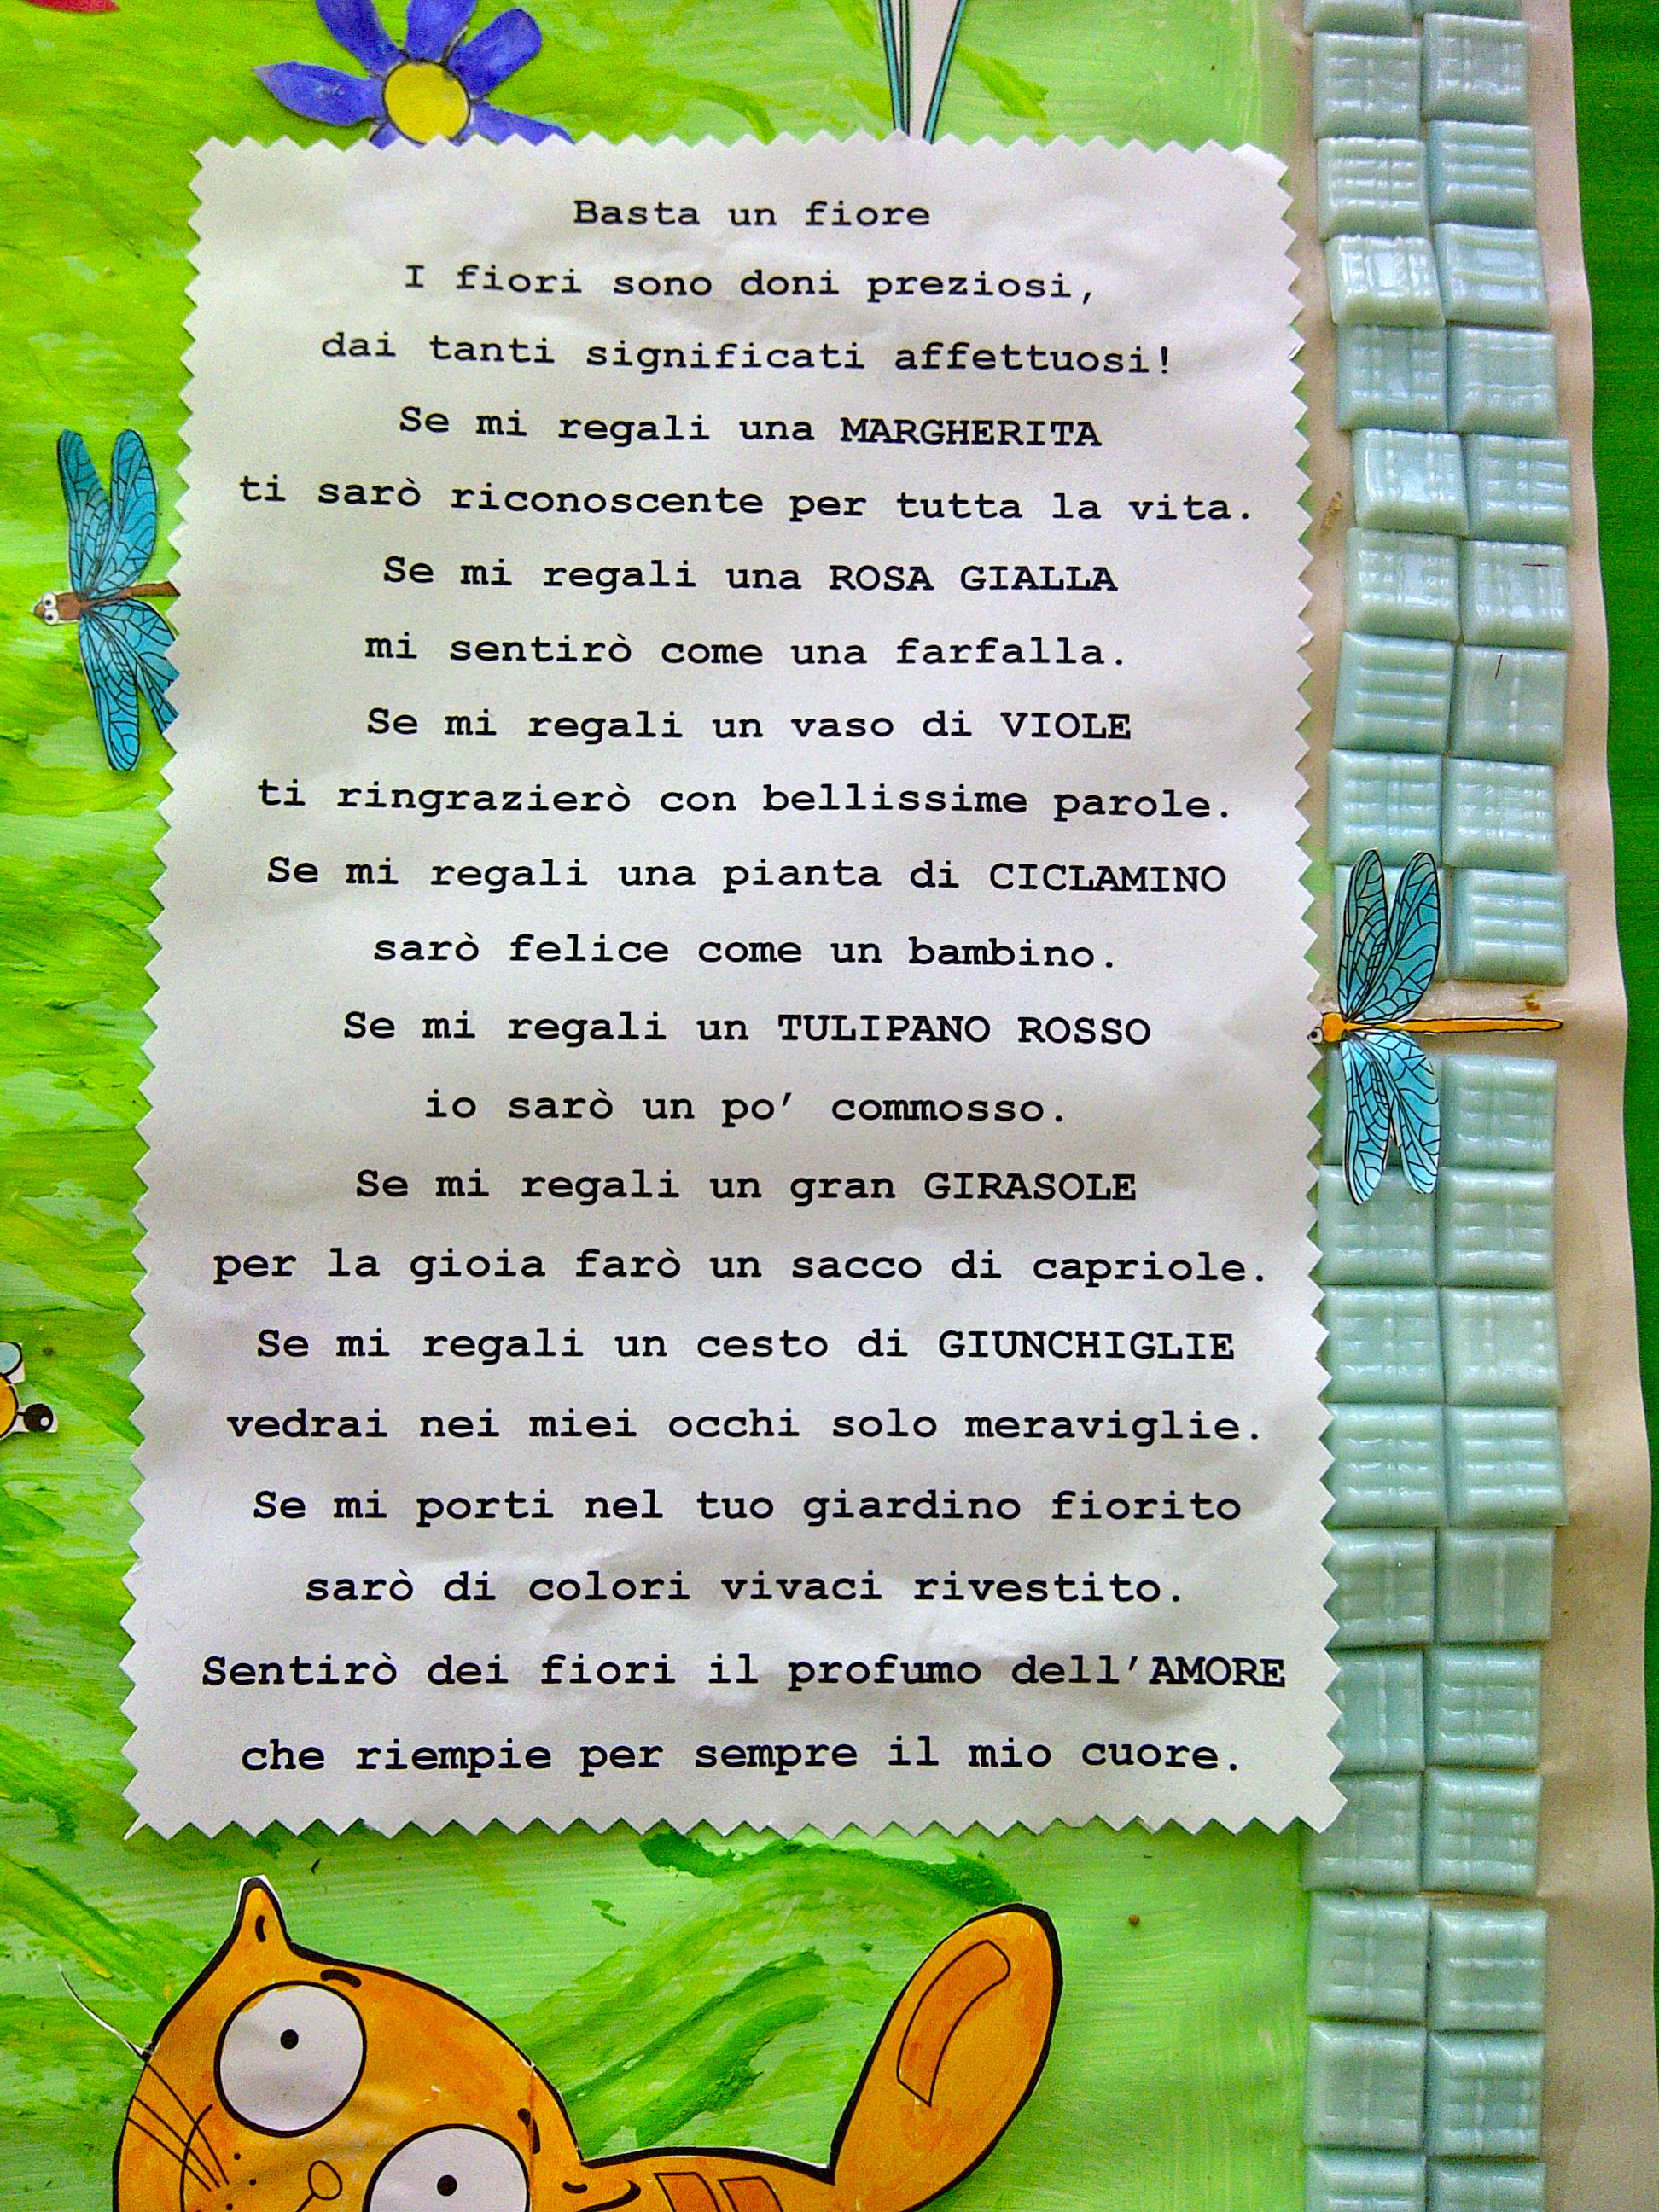 Basta un fiore
I fiori sono doni preziosi,
dai tanti significati affettuosi!
Se mi regali una MARGHERITA
ti sarò riconoscente per tutta la vita.
Se mi regali una ROSA GIALLA
mi sentirò come una farfalla.
Se mi regali un vaso di VIOLE
ti ringrazierò con bellissime parole.
Se mi regali una pianta di CICLAMINO
sarò felice come un bambino.
Se mi regali un TULIPANO ROSSO
io sarò un po’ commosso.
Se mi regali un gran GIRASOLE
per la gioia farò un sacco di capriole.
Se mi regali un cesto di GIUNCHIGLIE
vedrai nei miei occhi solo meraviglie.
Se mi porti nel tuo giardino fiorito
sarò di colori vivaci rivestito.
Sentirò dei fiori il profumo dell’AMORE
che riempie per sempre il mio cuore.